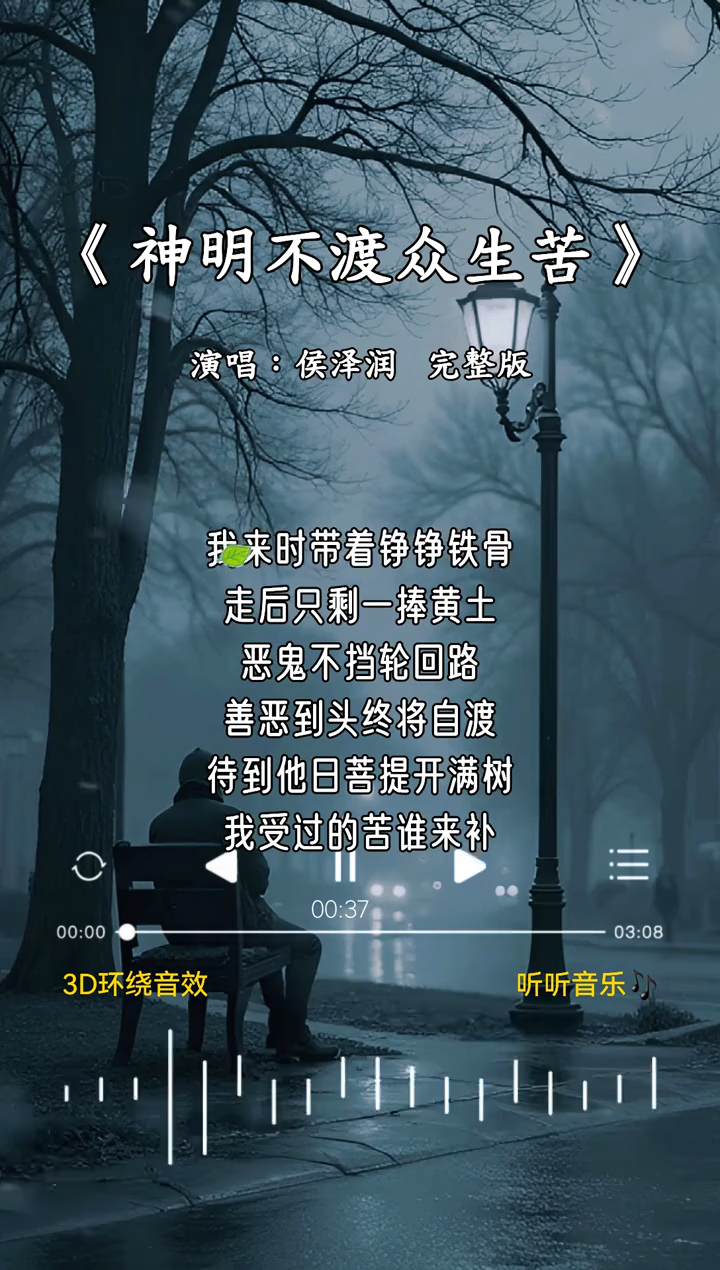 《神明不渡众生苦》
演唱：侯泽润 完整版
我来时带着铮铮铁骨
走后只剩一捧黄土
恶鬼不挡轮回路
善恶到头终将自渡
待到他日菩提开满树
我受过的苦谁来补
00:37
00:00 03:08
3D环绕音效 听听音乐🎶